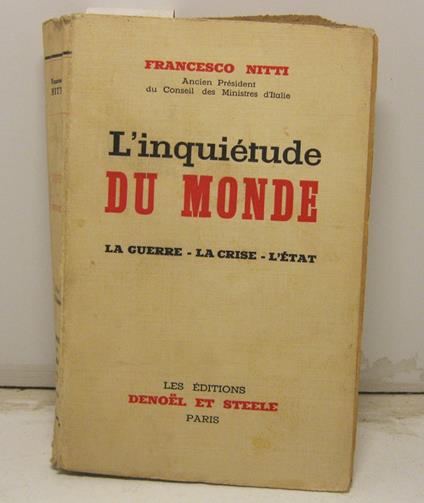 FRANCESCO NITTI
Ancien Président
du Conseil des Ministres d'Italie
L'inquiétude
DU MONDE
LA GUERRE - LA CRISE - L'ÉTAT
LES ÉDITIONS
DENOËL ET STEELE
PARIS
NITTI